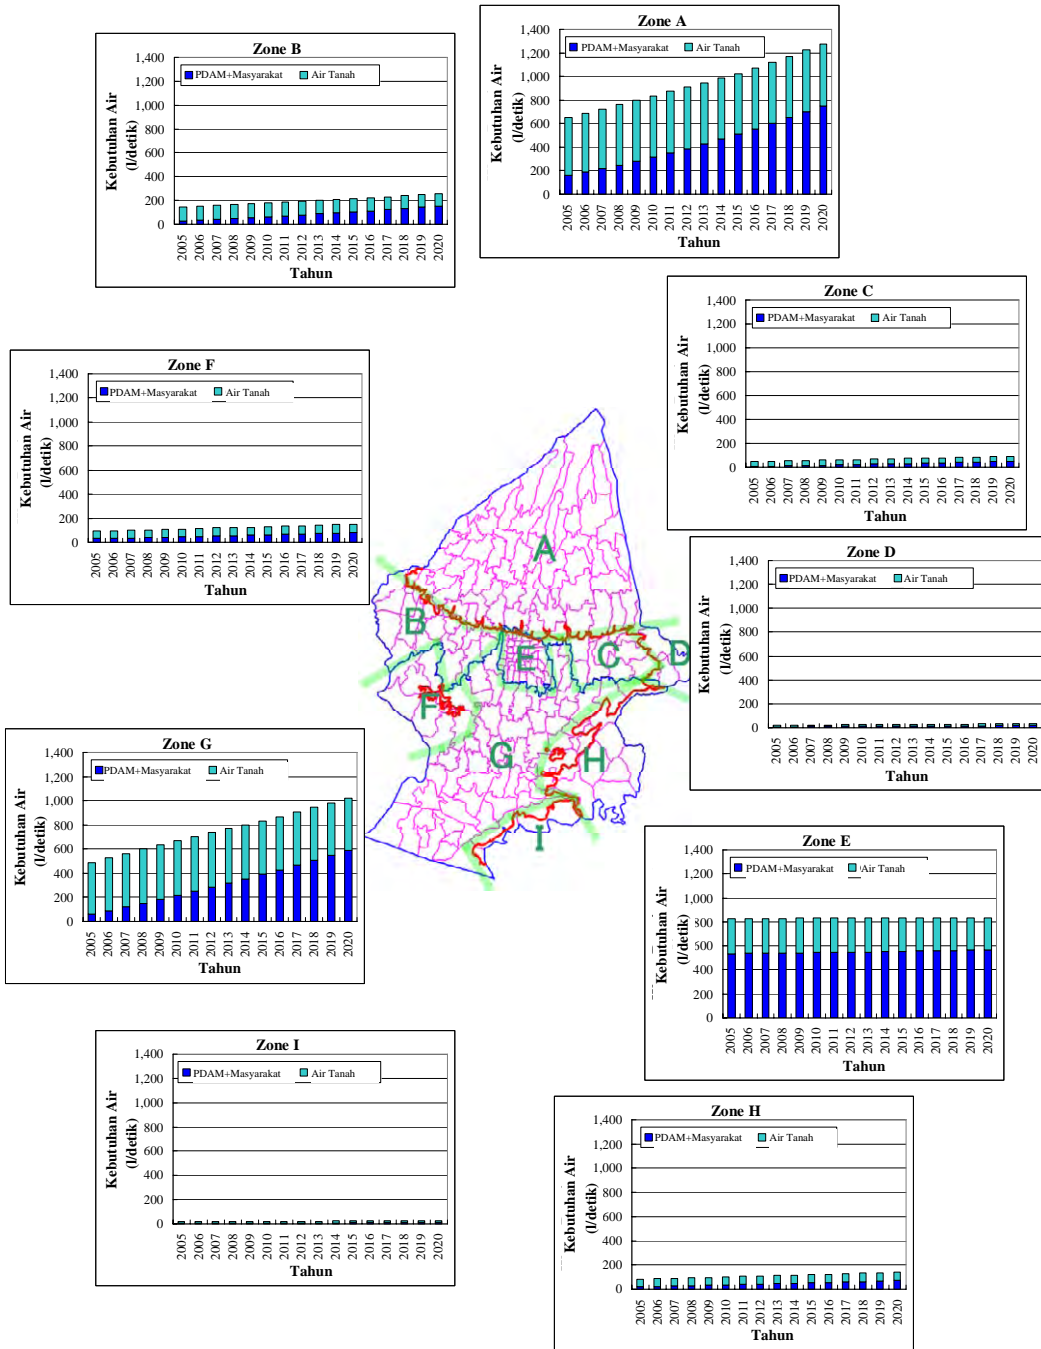 Zone B
1,400
1,200
1,000
800
600
400
200
0
Kebutuhan Air
(l/detik)
PDAM+Masyarakat Air Tanah
2005 2006 2007 2008 2009 2010 2011 2012 2013 2014 2015 2016 2017 2018 2019 2020
Tahun
Zone A
1,400
1,200
1,000
800
600
400
200
0
Kebutuhan Air
(l/detik)
PDAM+Masyarakat Air Tanah
2005 2006 2007 2008 2009 2010 2011 2012 2013 2014 2015 2016 2017 2018 2019 2020
Tahun
Zone C
1,400
1,200
1,000
800
600
400
200
0
Kebutuhan Air
(l/detik)
PDAM+Masyarakat Air Tanah
2005 2006 2007 2008 2009 2010 2011 2012 2013 2014 2015 2016 2017 2018 2019 2020
Tahun
Zone F
1,400
1,200
1,000
800
600
400
200
0
Kebutuhan Air
(l/detik)
PDAM+Masyarakat Air Tanah
2005 2006 2007 2008 2009 2010 2011 2012 2013 2014 2015 2016 2017 2018 2019 2020
Tahun
A
B
E
C
D
F
G
H
I
Zone D
1,400
1,200
1,000
800
600
400
200
0
Kebutuhan Air
(l/detik)
PDAM+Masyarakat Air Tanah
2005 2006 2007 2008 2009 2010 2011 2012 2013 2014 2015 2016 2017 2018 2019 2020
Tahun
Zone G
1,400
1,200
1,000
800
600
400
200
0
Kebutuhan Air
(l/detik)
PDAM+Masyarakat Air Tanah
2005 2006 2007 2008 2009 2010 2011 2012 2013 2014 2015 2016 2017 2018 2019 2020
Tahun
Zone E
1,400
1,200
1,000
800
600
400
200
0
Kebutuhan Air
(l/detik)
PDAM+Masyarakat Air Tanah
2005 2006 2007 2008 2009 2010 2011 2012 2013 2014 2015 2016 2017 2018 2019 2020
Tahun
Zone I
1,400
1,200
1,000
800
600
400
200
0
Kebutuhan Air
(l/detik)
PDAM+Masyarakat Air Tanah
2005 2006 2007 2008 2009 2010 2011 2012 2013 2014 2015 2016 2017 2018 2019 2020
Tahun
Zone H
1,400
1,200
1,000
800
600
400
200
0
Kebutuhan Air
(l/detik)
PDAM+Masyarakat Air Tanah
2005 2006 2007 2008 2009 2010 2011 2012 2013 2014 2015 2016 2017 2018 2019 2020
Tahun